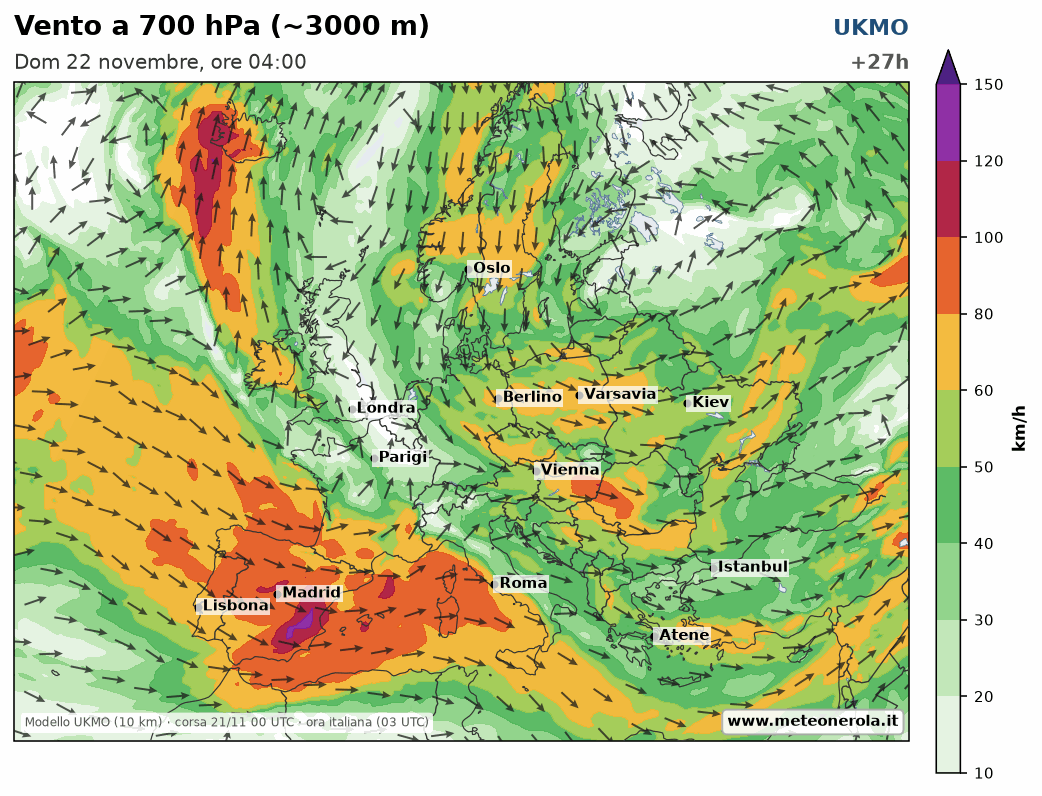 Vento a 700 hPa (~3000 m)
UKMO
Dom 22 novembre, ore 04:00
+27h
150
120
100
80
60
50
40
30
20
10
km/h
Oslo
Berlino
Varsavia
Kiev
Londra
Parigi
Vienna
Istanbul
Roma
Madrid
Lisbona
Atene
Modello UKMO (10 km) · corsa 21/11 00 UTC · ora italiana (03 UTC)
www.meteonerola.it